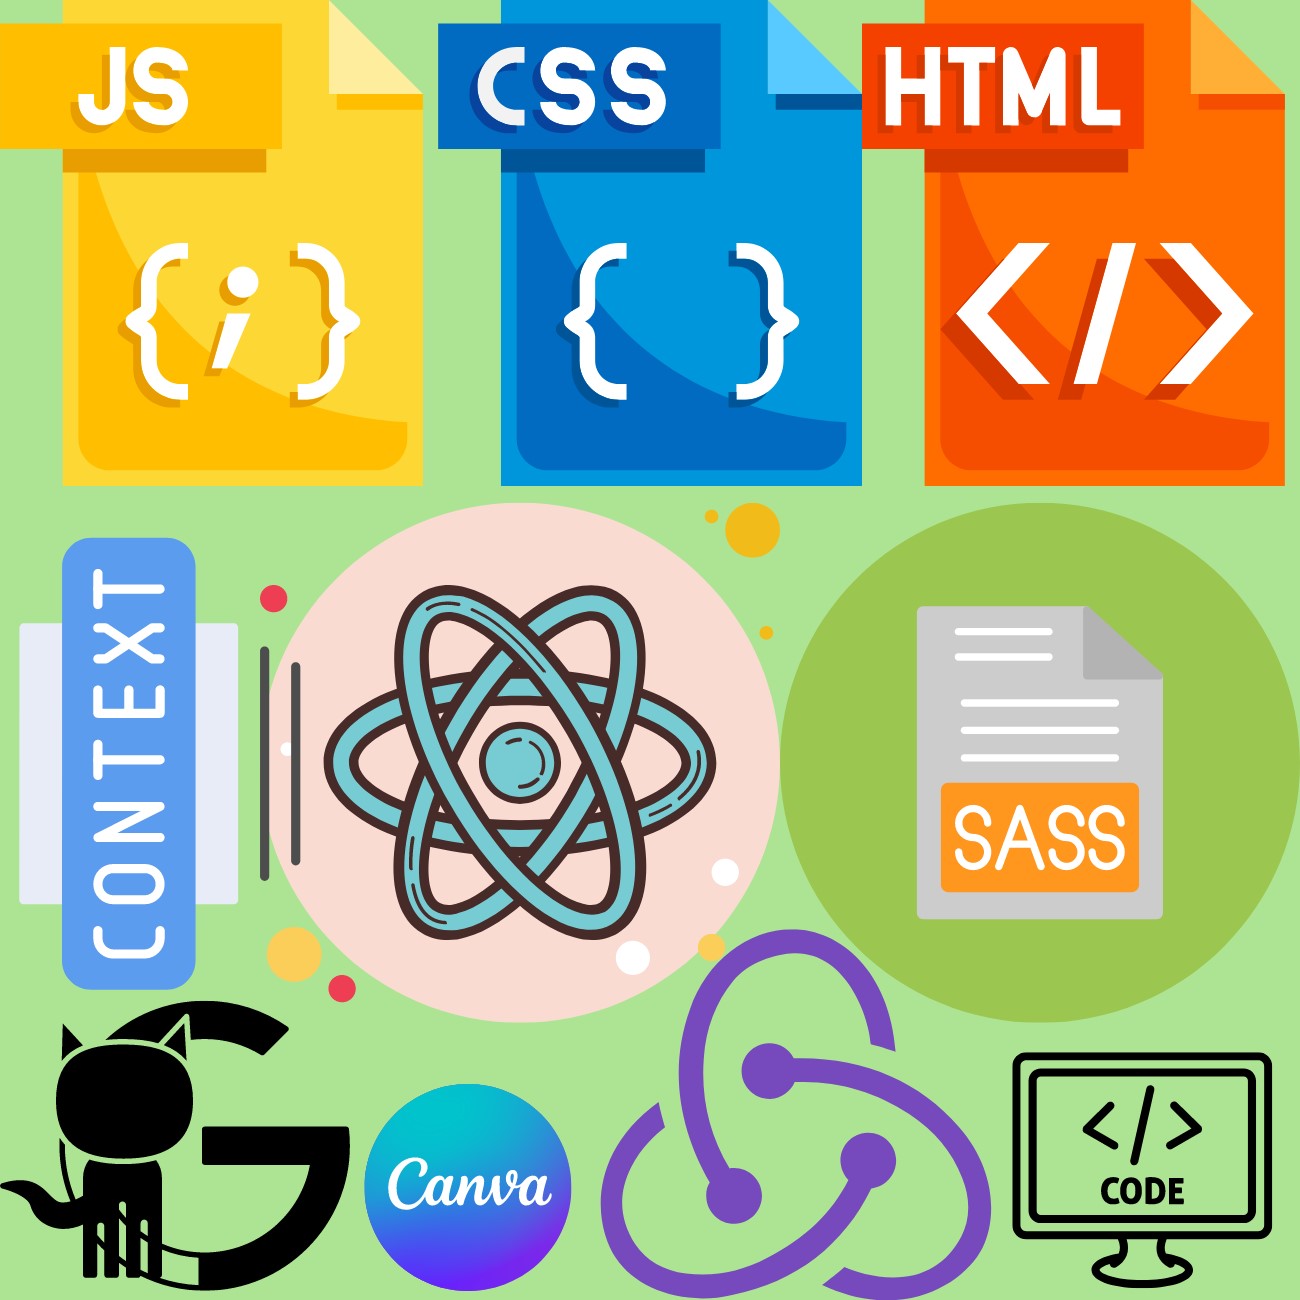 JS
CSS
HTML
{;}
{ }
</>
CONTEXT
SASS
Canva
</>
CODE